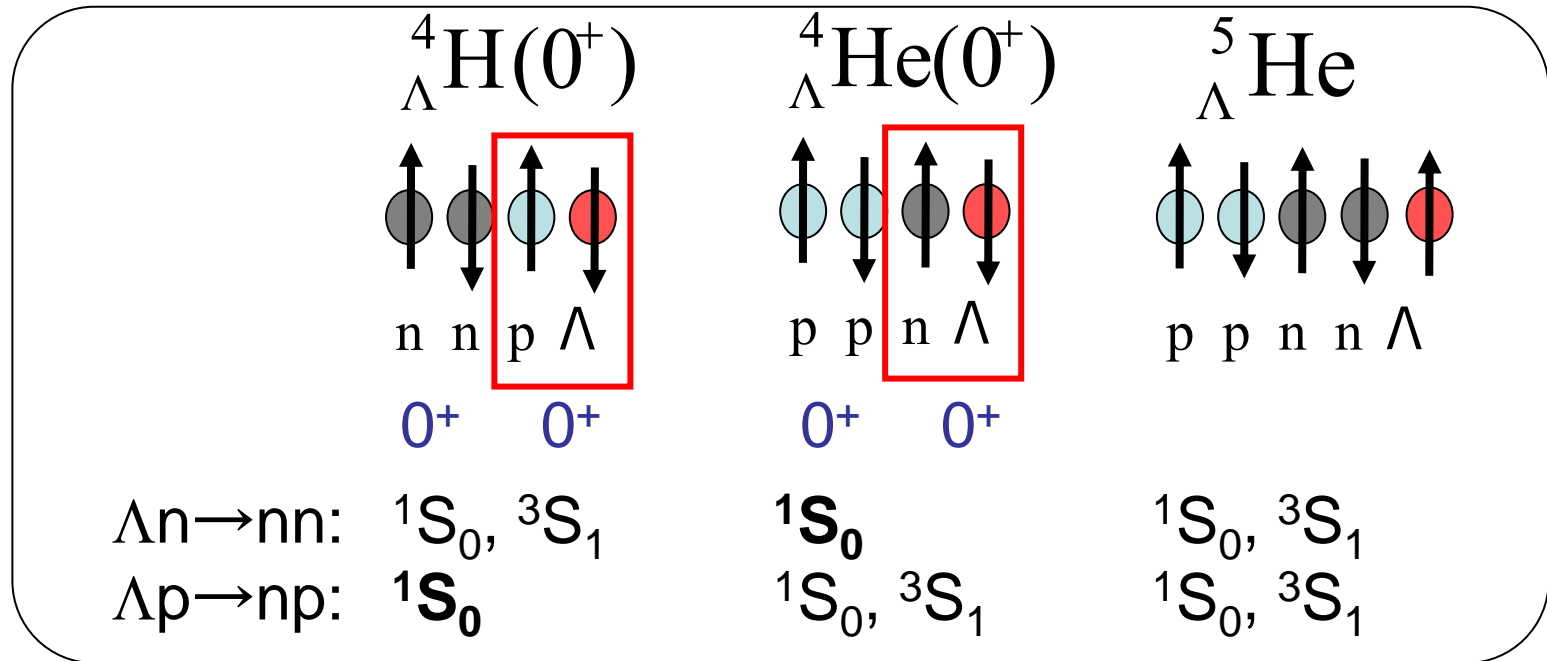 ⁴ΛH(0⁺) ⁴ΛHe(0⁺) ⁵ΛHe
n n p Λ p p n Λ p p n n Λ
0⁺ 0⁺ 0⁺ 0⁺
Λn→nn: ¹S₀, ³S₁ ¹S₀ ¹S₀, ³S₁
Λp→np: ¹S₀ ¹S₀, ³S₁ ¹S₀, ³S₁